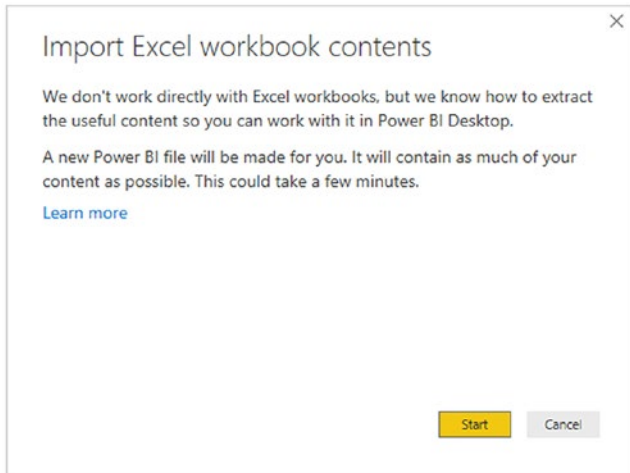 Import Excel workbook contents
We don't work directly with Excel workbooks, but we know how to extract
the useful content so you can work with it in Power BI Desktop.
A new Power BI file will be made for you. It will contain as much of your
content as possible. This could take a few minutes.
Learn more
Start Cancel